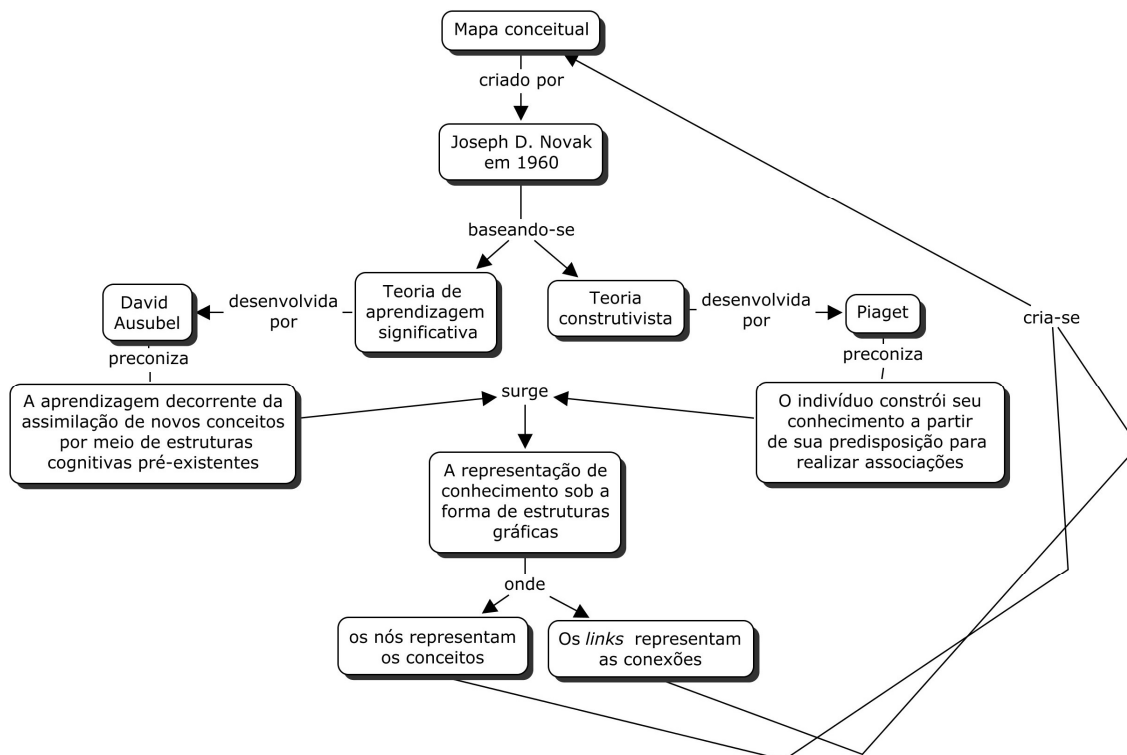 Mapa conceitual
criado por
Joseph D. Novak
em 1960
baseando-se
Teoria de
aprendizagem
significativa
desenvolvida
por
David
Ausubel
preconiza
A aprendizagem decorrente da
assimilação de novos conceitos
por meio de estruturas
cognitivas pré-existentes
Teoria
construtivista
desenvolvida
por
Piaget
preconiza
O indivíduo constrói seu
conhecimento a partir
de sua predisposição para
realizar associações
surge
A representação de
conhecimento sob a
forma de estruturas
gráficas
onde
os nós representam
os conceitos
Os links representam
as conexões
cria-se